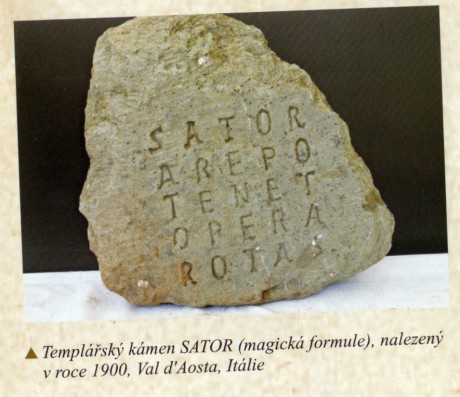 SATOR
AREPO
TENET
OPERA
ROTAS
▲ Templářský kámen SATOR (magická formule), nalezený
v roce 1900, Val d'Aosta, Itálie